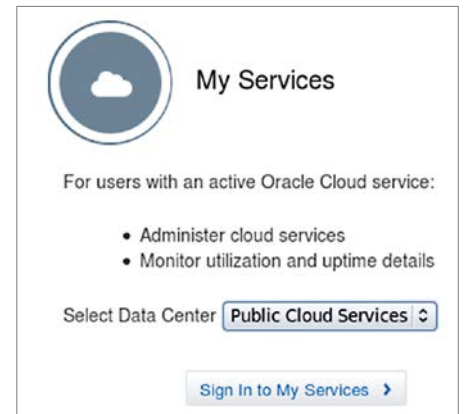 My Services
For users with an active Oracle Cloud service:
• Administer cloud services
• Monitor utilization and uptime details
Select Data Center Public Cloud Services
Sign In to My Services